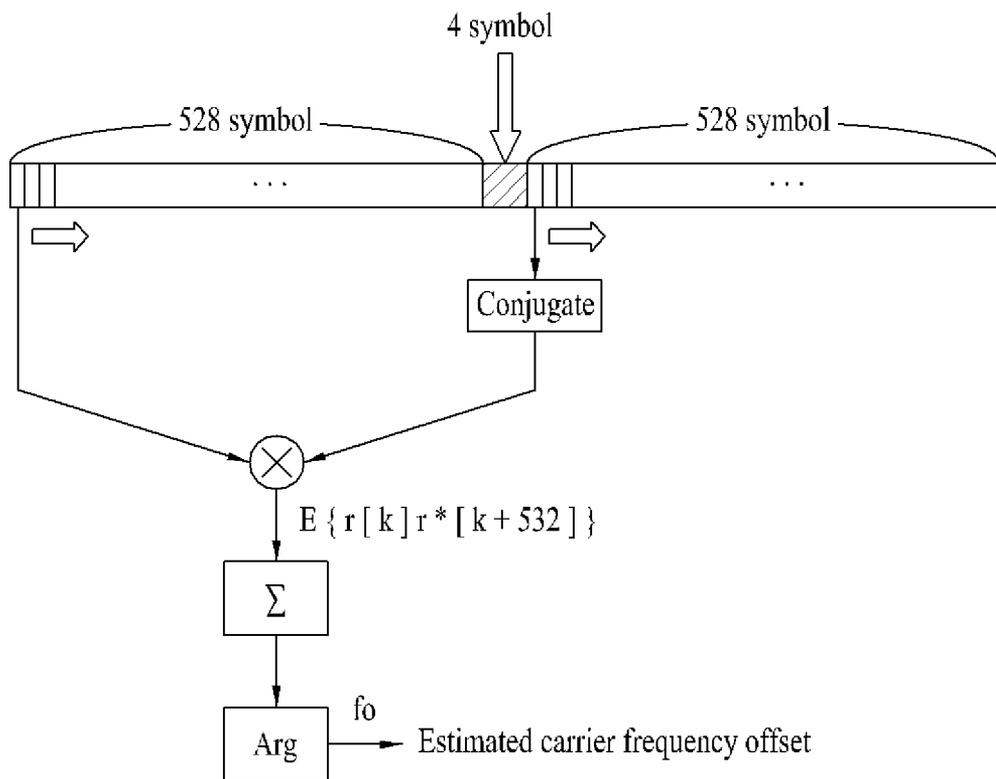 4 symbol
528 symbol
528 symbol
. . .
. . .
Conjugate
E { r [ k ] r * [ k + 532 ] }
Σ
fo
Arg
Estimated carrier frequency offset